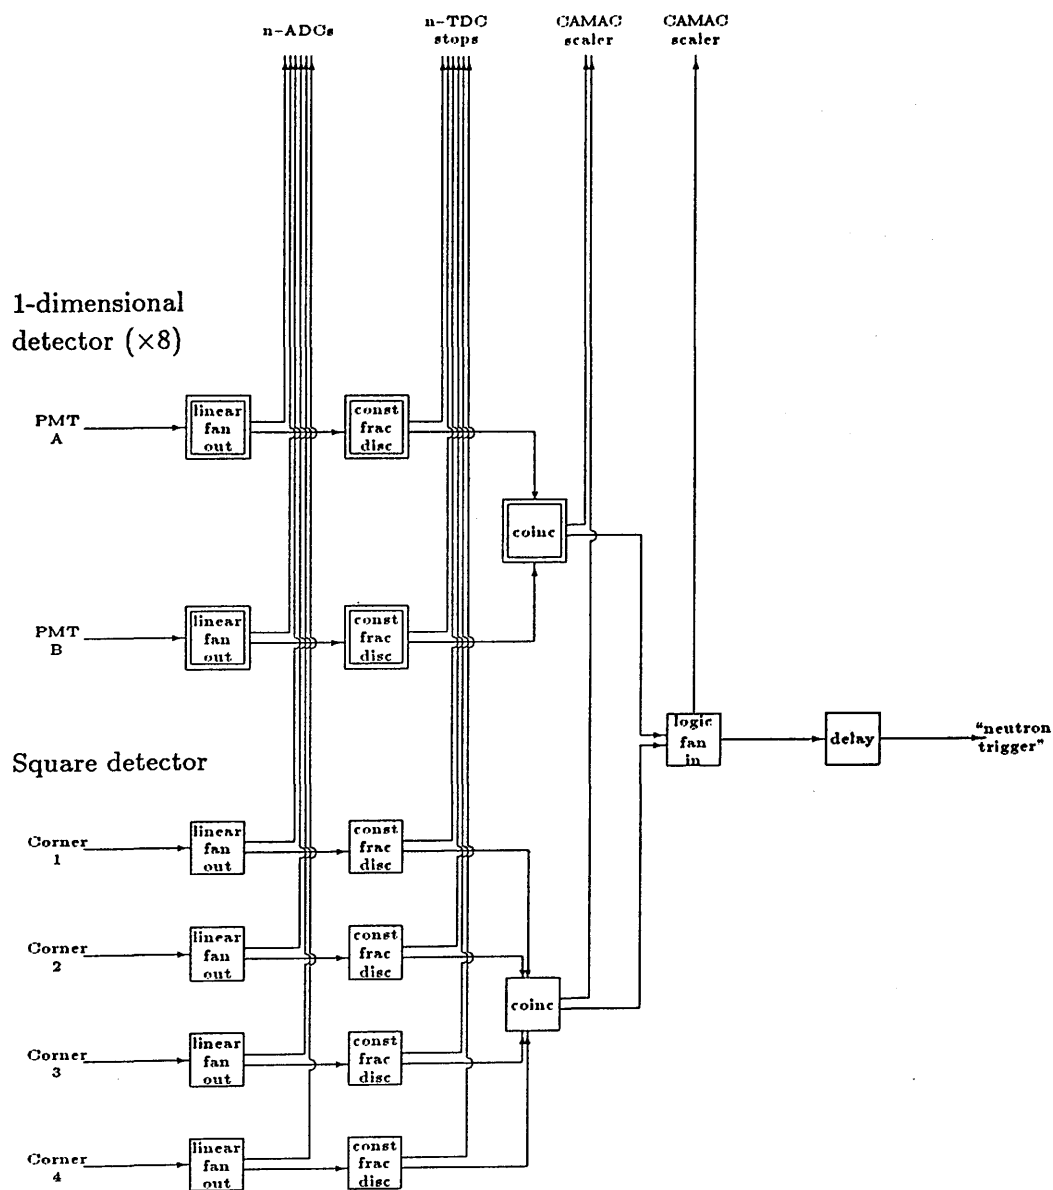 n-ADCs
n-TDC
stops
CAMAC
scaler
CAMAC
scaler
1-dimensional
detector (×8)
PMT
A
linear
fan
out
const
frac
disc
coinc
PMT
B
linear
fan
out
const
frac
disc
logic
fan
in
delay
“neutron
trigger”
Square detector
Corner
1
linear
fan
out
const
frac
disc
Corner
2
linear
fan
out
const
frac
disc
coinc
Corner
3
linear
fan
out
const
frac
disc
Corner
4
linear
fan
out
const
frac
disc